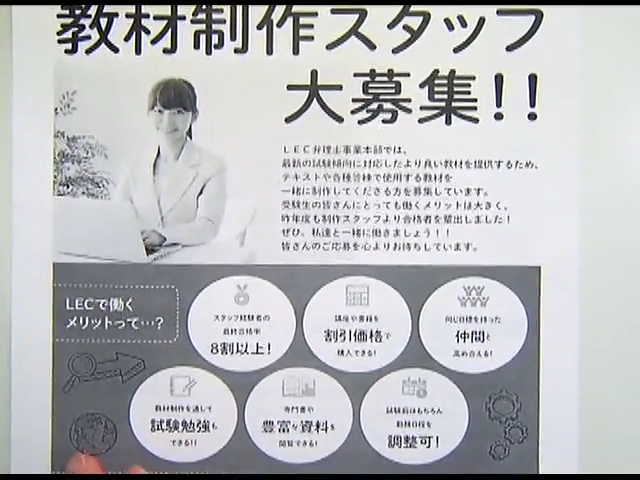 教材制作スタッフ
大募集!!
LEC弁理士事業本部では、
最新の試験傾向に対応したより良い教材を提供するため、
テキストや各種答練で使用する教材を
一緒に制作してくださる方を募集しています。
受験生の皆さんにとっても働くメリットは大きく、
昨年度も制作スタッフより合格者を輩出しました!
ぜひ、私達と一緒に働きましょう!!
皆さんのご応募を心よりお待ちしています。
LECで働く
メリットって…?
スタッフ経験者の
最終合格率
8割以上!
講座や書籍を
割引価格で
購入できる!
同じ目標を持った
仲間と
高め合える!
教材制作を通して
試験勉強も
できる!!
専門書や
豊富な資料を
閲覧できる!
試験前はもちろん
勤務日程を
調整可!